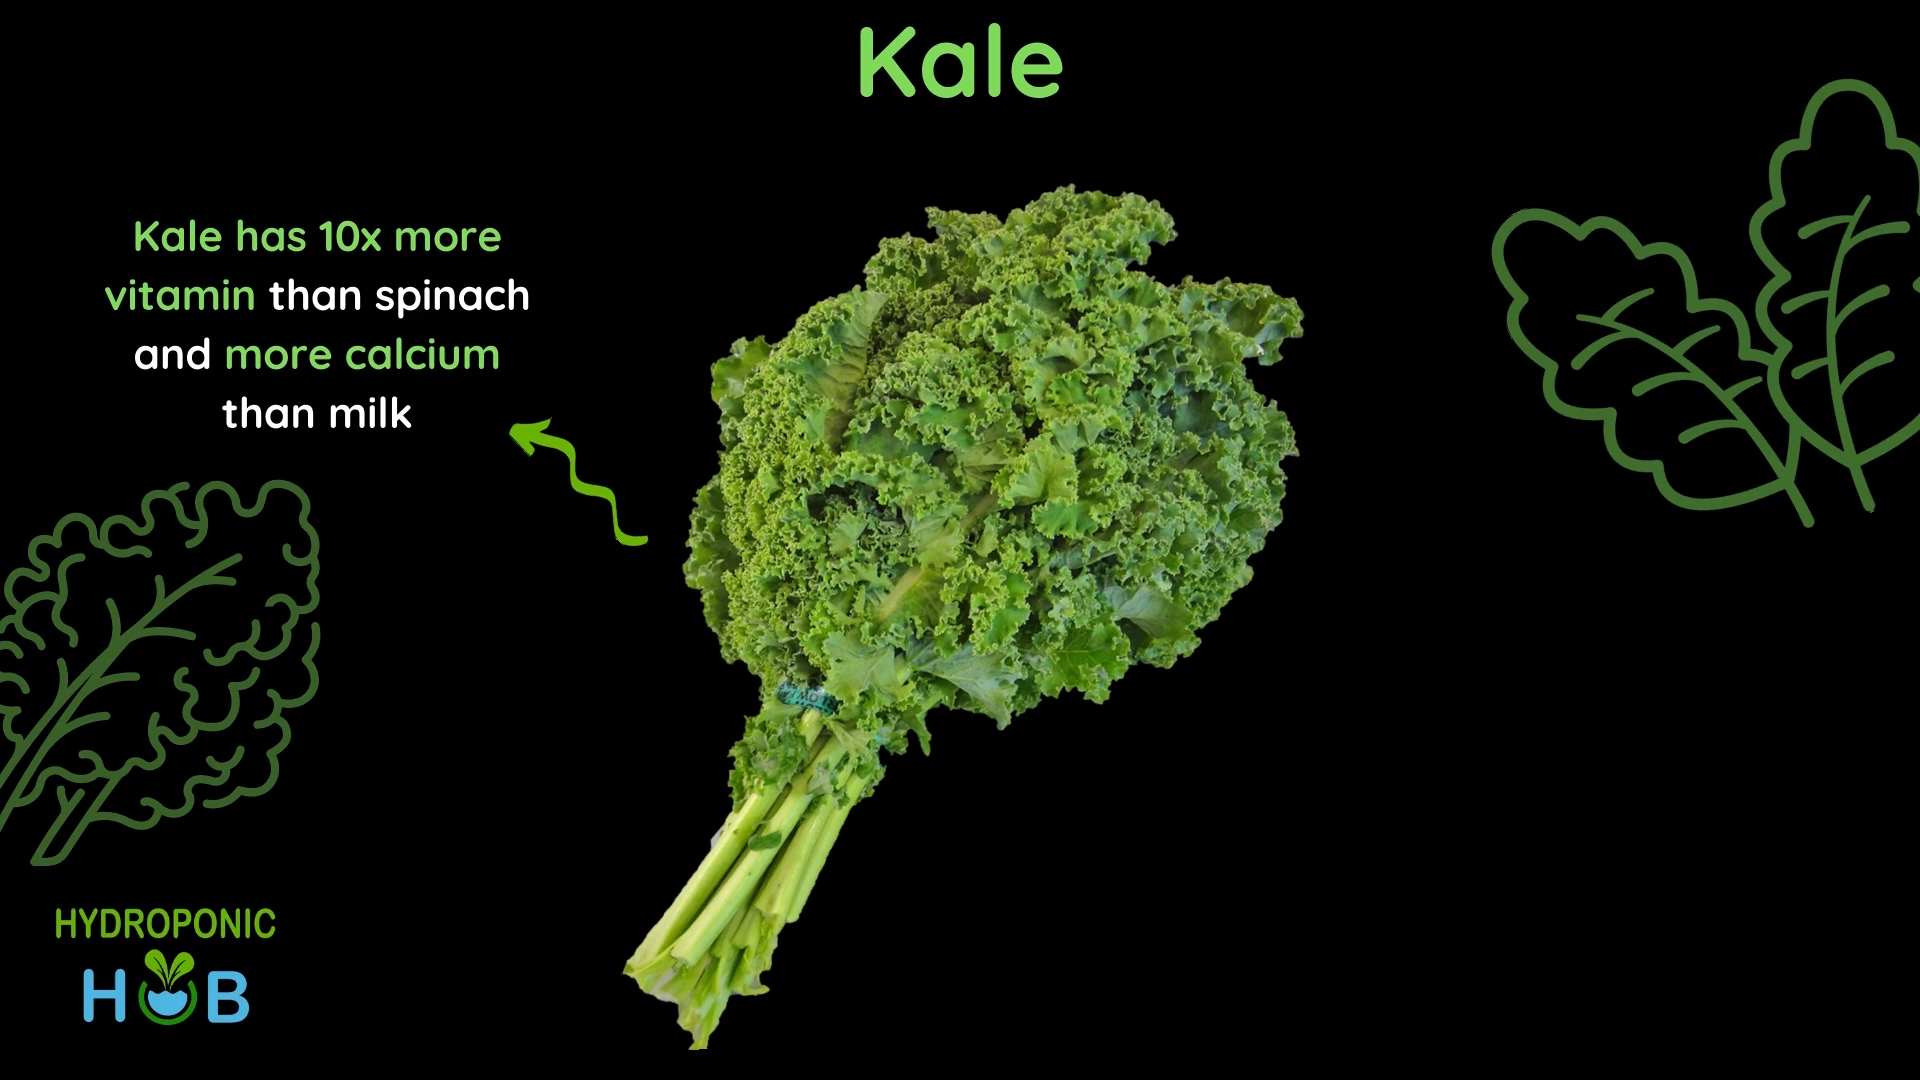 Kale
Kale has 10x more
vitamin than spinach
and more calcium
than milk
HYDROPONIC
HUB